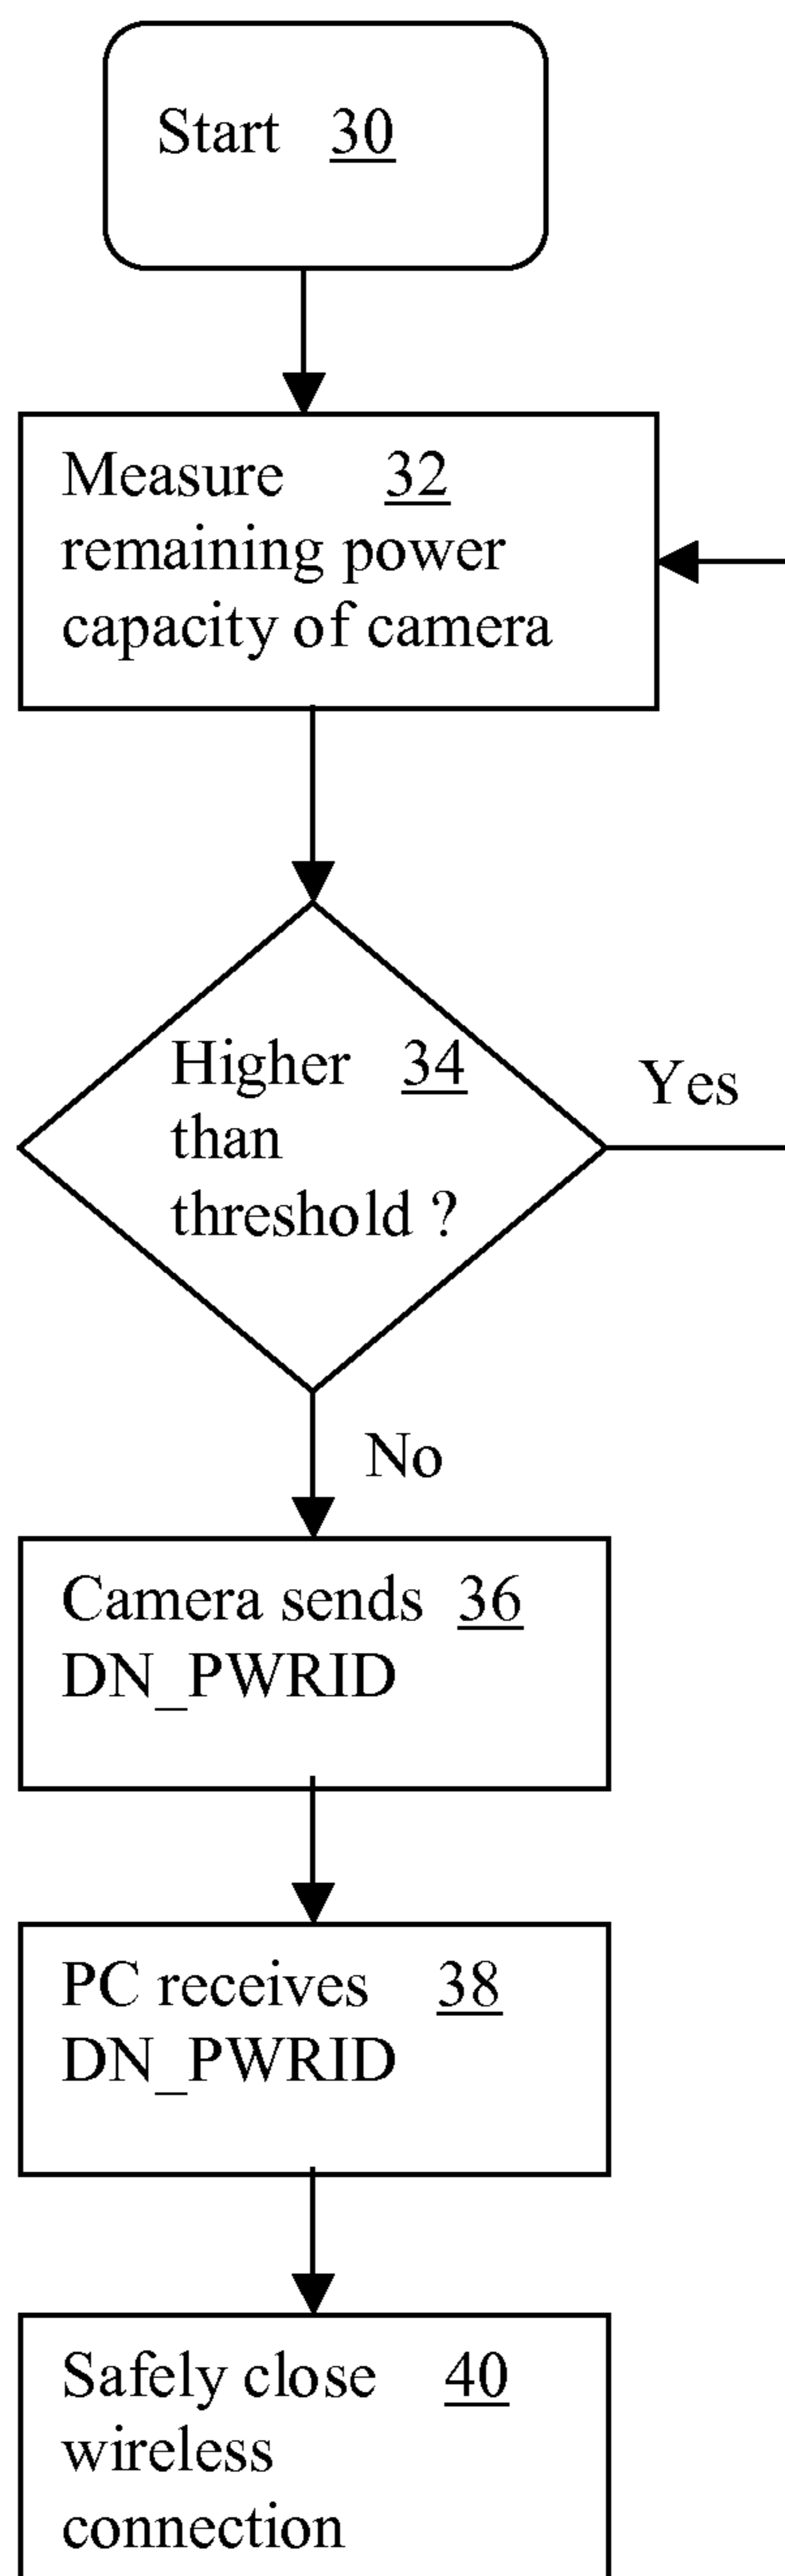 Start 30
Measure 32
remaining power
capacity of camera
Higher 34
than
threshold ?
Yes
No
Camera sends 36
DN_PWRID
PC receives 38
DN_PWRID
Safely close 40
wireless
connection